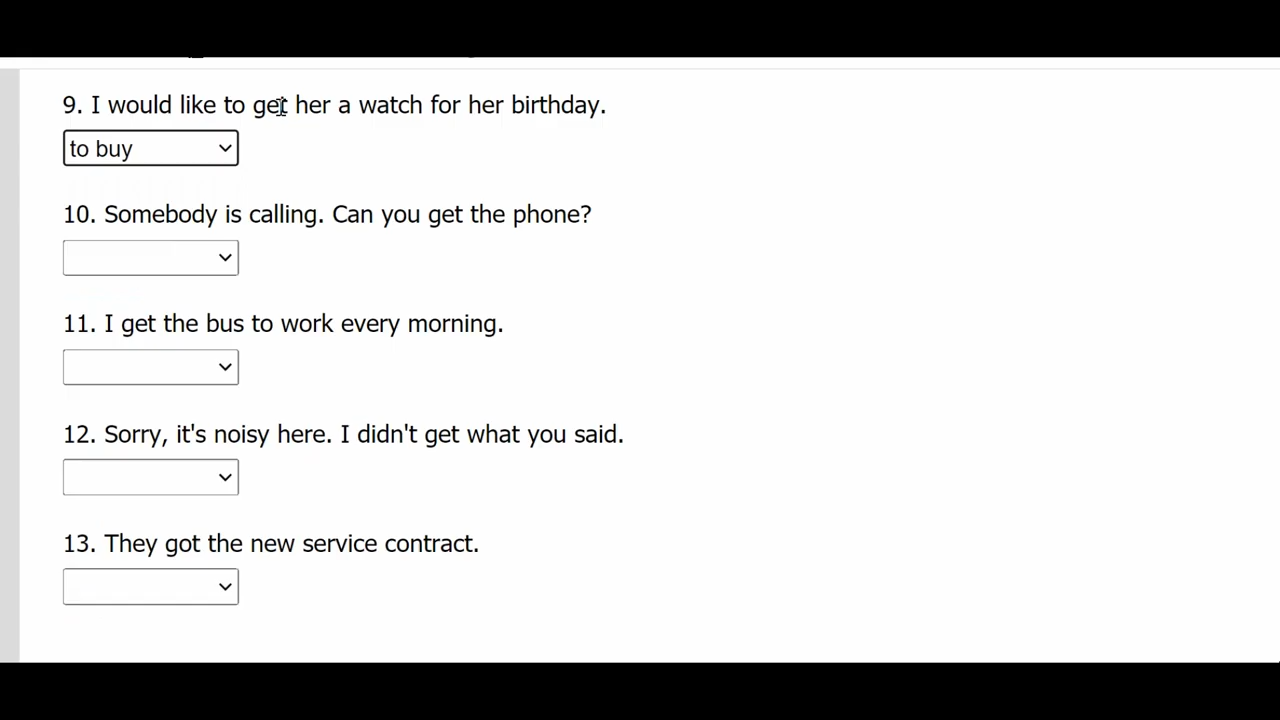 9. I would like to get her a watch for her birthday.
to buy
10. Somebody is calling. Can you get the phone?
11. I get the bus to work every morning.
12. Sorry, it's noisy here. I didn't get what you said.
13. They got the new service contract.